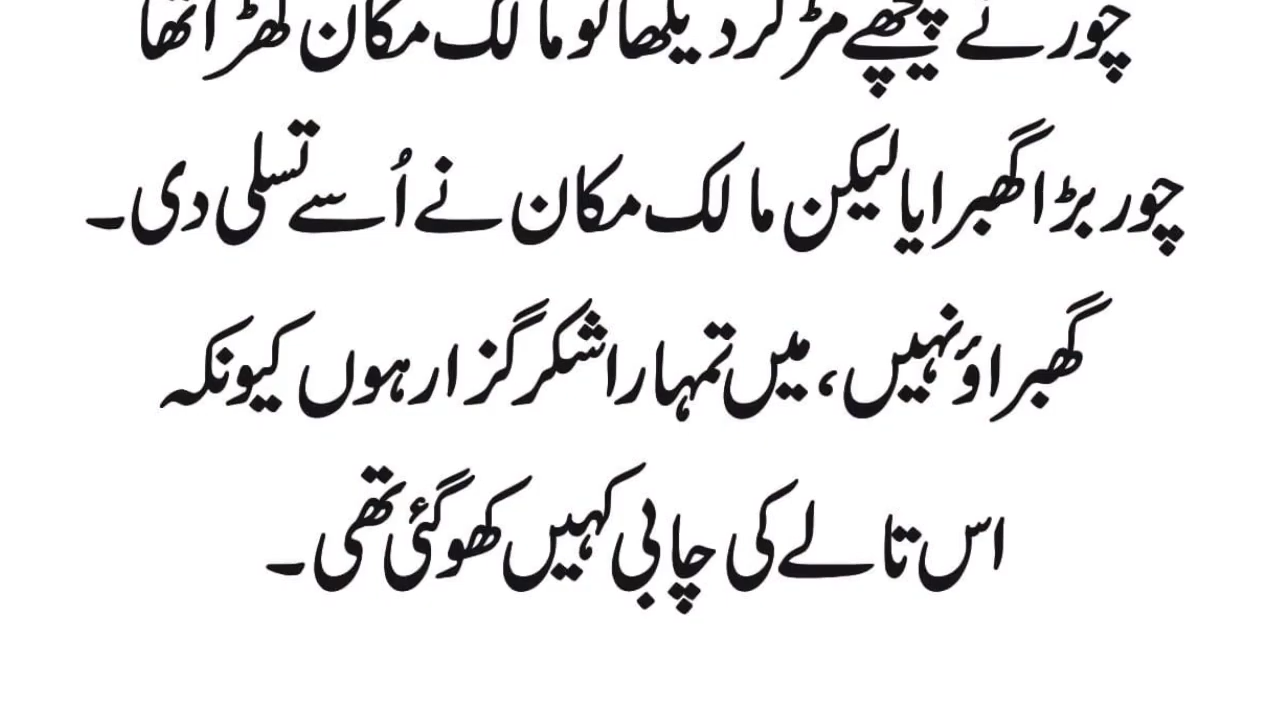 چور نے پیچھے مڑ کر دیکھا تو مالک مکان کھڑا تھا
چور بڑا گھبرایا لیکن مالک مکان نے اُسے تسلی دی۔
گھبراؤ نہیں، میں تمہارا شکر گزار ہوں کیونکہ
اس تالے کی چابی کہیں کھو گئی تھی۔